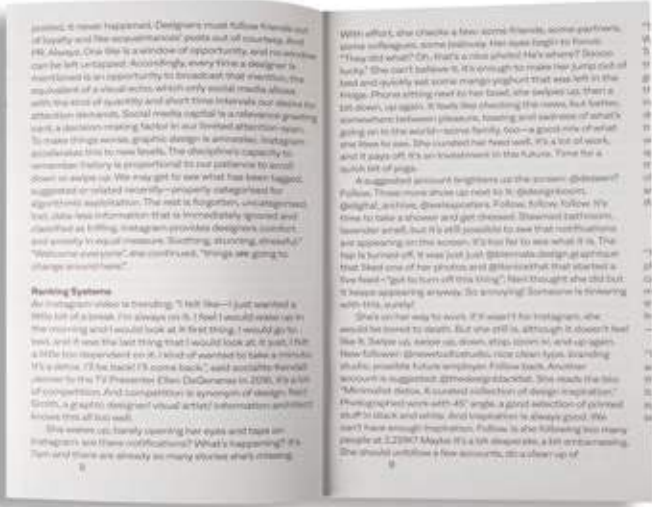 posted, it never happened. Designers must follow friends out
of loyalty and like acquaintances' posts out of courtesy. And
PR. Always. One like is a window of opportunity, and no window
can be left untapped. Accordingly, every time a designer is
mentioned is an opportunity to broadcast that mention, the
equivalent of a visual echo, which only social media allows
with the kind of quantity and short time intervals our desire for
attention demands. Social media capital is a relevance granting
card, a decision-making factor in our limited attention span.
To make things worse, graphic design is amnesiac. Instagram
accelerates this to new levels. The discipline's capacity to
remember history is proportional to our patience to scroll
down or swipe up. We may get to see what has been tagged,
suggested or related recently—properly categorised for
algorithmic exploitation. The rest is forgotten, uncategorised,
lost, data-less information that is immediately ignored and
classified as trifling. Instagram provides designers comfort
and anxiety in equal measure. Soothing, stunning, stressful.
"Welcome everyone", she continued, "things are going to
change around here."
Ranking Systems
An Instagram video is trending. "I felt like—I just wanted a
little bit of a break. I'm always on it. I feel I would wake up in
the morning and I would look at it first thing. I would go to
bed, and it was the last thing that I would look at. It just, I felt
a little too dependent on it. I kind of wanted to take a minute.
It's a detox. I'll be back! I'll come back", said socialite Kendall
Jenner to the TV Presenter Ellen DeGeneres in 2016. It's a lot
of competition. And competition is synonym of design.
Smith, a graphic designer/ visual artist/ information architect
knows this all too well.
She wakes up, barely opening her eyes and taps on
Instagram: are there notifications? What's happening? It's
7am and there are already so many stories she's missing.
8
With effort, she checks a few: some friends, some partners,
some colleagues, some jealousy. Her eyes begin to focus.
"They did what? Oh, that's a nice photo! He's where? Soooo
lucky." She can't believe it. It's enough to make her jump out of
bed and quickly eat some mango yoghurt that was left in the
fridge. Phone sitting next to her bowl, she swipes up, then a
bit down, up again. It feels like checking the news, but better,
somewhere between pleasure, teasing and sadness of what's
going on in the world—some family, too—a good mix of what
she likes to see. She curated her feed well. It's a lot of work,
and it pays off. It's an investment in the future. Time for a
quick bit of yoga.
A suggested account brightens up the screen:
Follow. Three more show up next to it: @designboom,
@digital_archive, @webexporters. Follow, follow, follow. It's
time to take a shower and get dressed. Steamed bathroom,
lavender smell, but it's still possible to see that notifications
are appearing on the screen. It's too far to see what it is. The
tap is turned off. It was just just @biennale.design.graphique
that liked one of her photos and that started a
live feed—"got to turn off this thing", thought she did but
it keeps appearing anyway. So annoying! Someone is tinkering
with this, surely!
She's on her way to work. If it wasn't for Instagram, she
would be bored to death. But she still is, although it doesn't feel
like it. Swipe up, swipe up, down, stop, zoom in, and up again.
New follower: @newstudiostudio, nice clean type, branding
studio, possible future employer. Follow back. Another
account is suggested: @thedesignblacklist. She reads the bio:
"Minimalist detox. A curated collection of design inspiration."
Photographed work with 45° angle, a good selection of printed
stuff in black and white. And inspiration is always good. We
can't have enough inspiration. Follow. Is she following too many
people at 2.291K? Maybe it's a bit desperate, a bit embarrassing.
She should unfollow a few accounts, do a clean up of
9